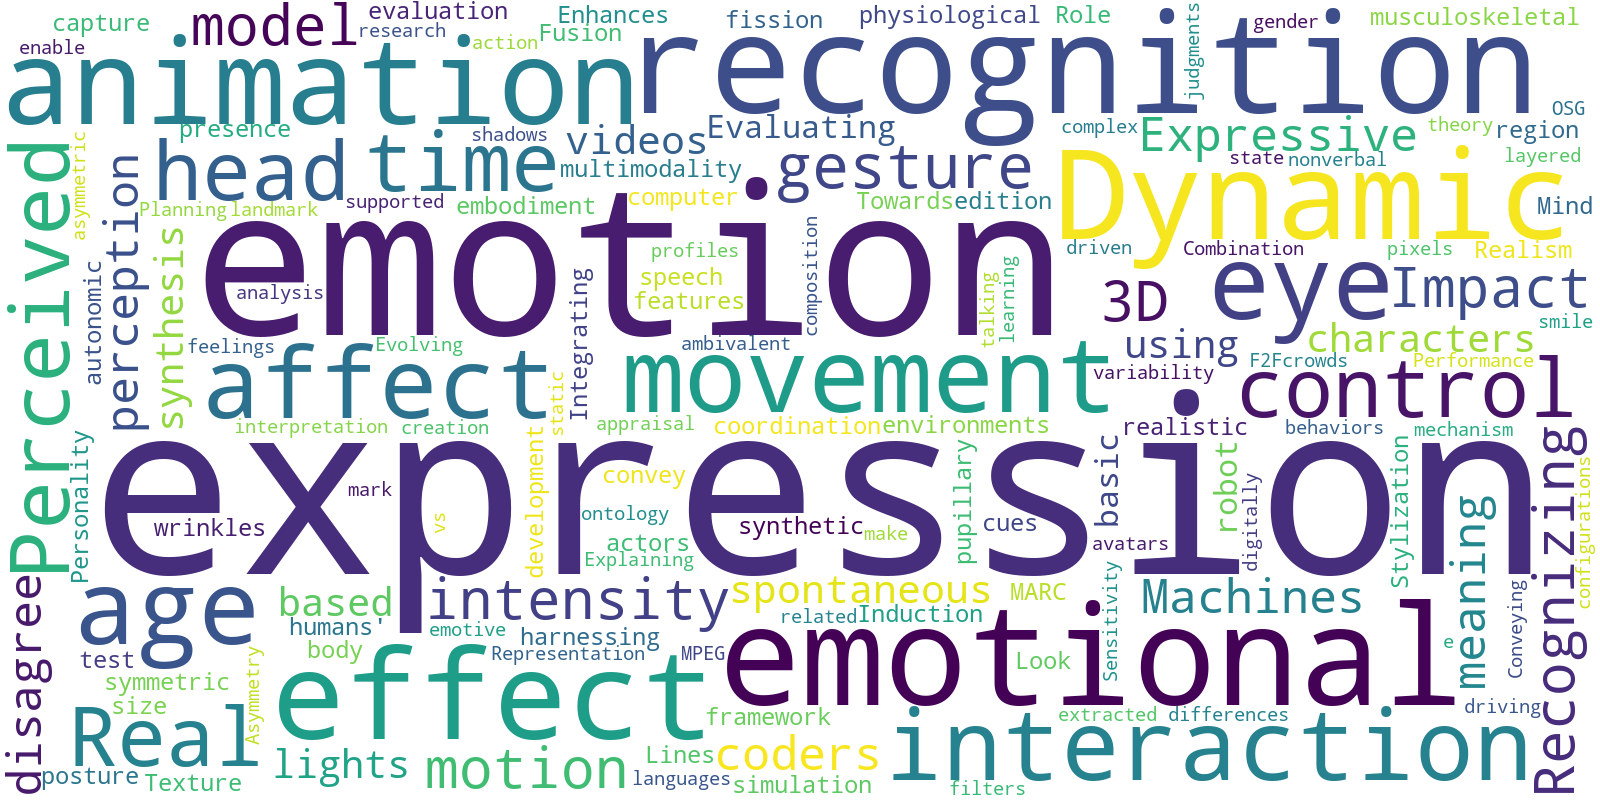 capture
model
evaluation
research
Enhances
fission
physiological
Role
gender
musculoskeletal
enable
animation
action
Fusion
recognition
judgments
OSG
presence
shadows
videos
Evaluating
complex
Expressive
theory
region
asymmetric
head
time
multimodality
gesture
state
nonverbal
layered
Perceived
perception
Planning
landmark
supported
embodiment
computer
Towards
edition
Dynamic
Mind
synthesis
emotion
profiles
composition
driven
Combination
pixels
Realism
autonomic
analysis
Integrating
speech
features
talking
learning
3D
eye
Impact
smile
feelings
Evolving
ambivalent
using
characters
affect
static
movement
variability
F2Fcrowds
Performance
control
interpretation
creation
appraisal
coordination
environments
realistic
behaviors
mechanism
Personality
expression
mark
development
convey
pupillary
basic
robot
Stylization
configurations
wrinkles
vs
ontology
synthetic
make
cues
digitally
meaning
Recognizing
actors
Explaining
avatars
disagree
age
based
intensity
spontaneous
MARC
Sensitivity
Machines
Conveying
humans'
emotive
harnessing
related
Induction
test
body
Representation
MPEG
emotional
Look
e
symmetric
Asymmetry
effect
size
Real
framework
extracted
differences
driving
posture
Texture
lights
motion
Lines
languages
coders
simulation
interaction
filters